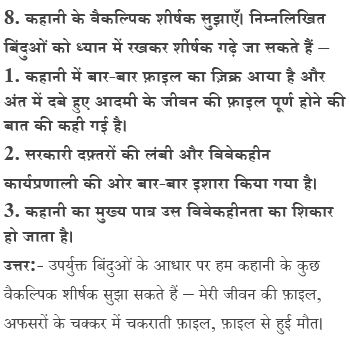 8. कहानी के वैकल्पिक शीर्षक सुझाएँ। निम्नलिखित
बिंदुओं को ध्यान में रखकर शीर्षक गढ़े जा सकते हैं –
1. कहानी में बार-बार फ़ाइल का ज़िक्र आया है और
अंत में दबे हुए आदमी के जीवन की फ़ाइल पूर्ण होने की
बात की कही गई है।
2. सरकारी दफ़्तरों की लंबी और विवेकहीन
कार्यप्रणाली की ओर बार-बार इशारा किया गया है।
3. कहानी का मुख्य पात्र उस विवेकहीनता का शिकार
हो जाता है।
उत्तर:- उपर्युक्त बिंदुओं के आधार पर हम कहानी के कुछ
वैकल्पिक शीर्षक सुझा सकते हैं – मेरी जीवन की फ़ाइल,
अफसरों के चक्कर में चकराती फ़ाइल, फ़ाइल से हुई मौत।